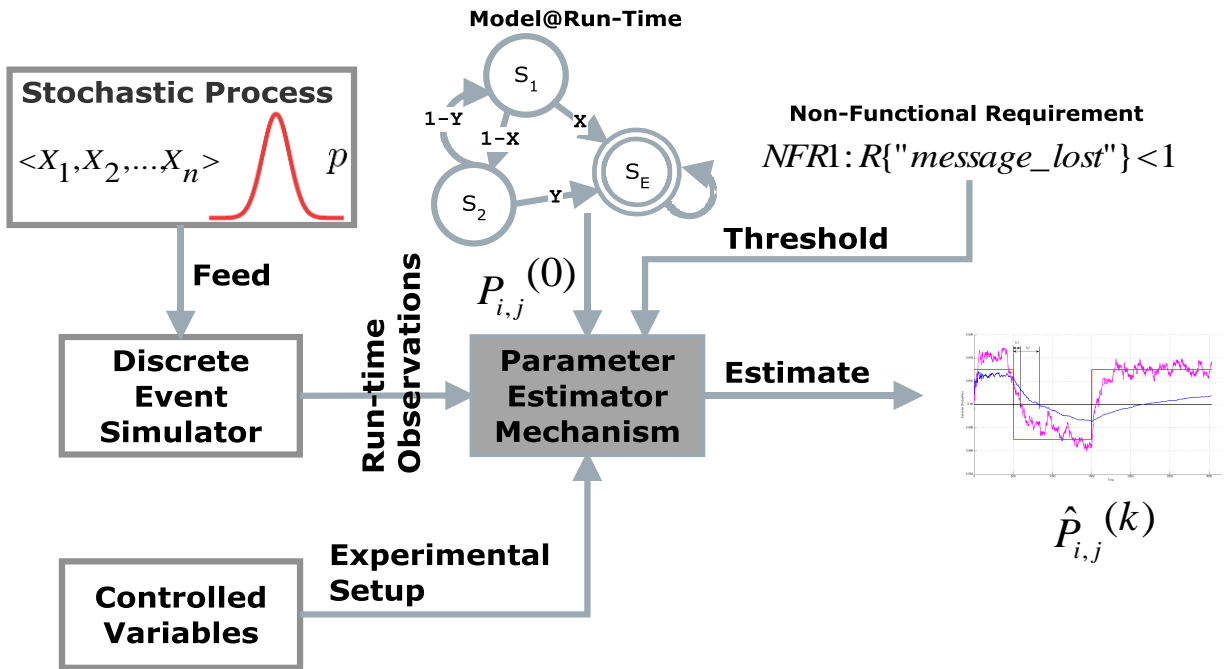 Model@Run-Time
Stochastic Process
<X1,X2,...,Xn> p
S1
1-Y
1-X
X
S2
Y
SE
Non-Functional Requirement
NFR1: R{"message_lost"}<1
Threshold
Feed
Pi,j(0)
Run-time
Observations
Discrete
Event
Simulator
Parameter
Estimator
Mechanism
Estimate
P̂i,j(k)
Experimental
Setup
Controlled
Variables